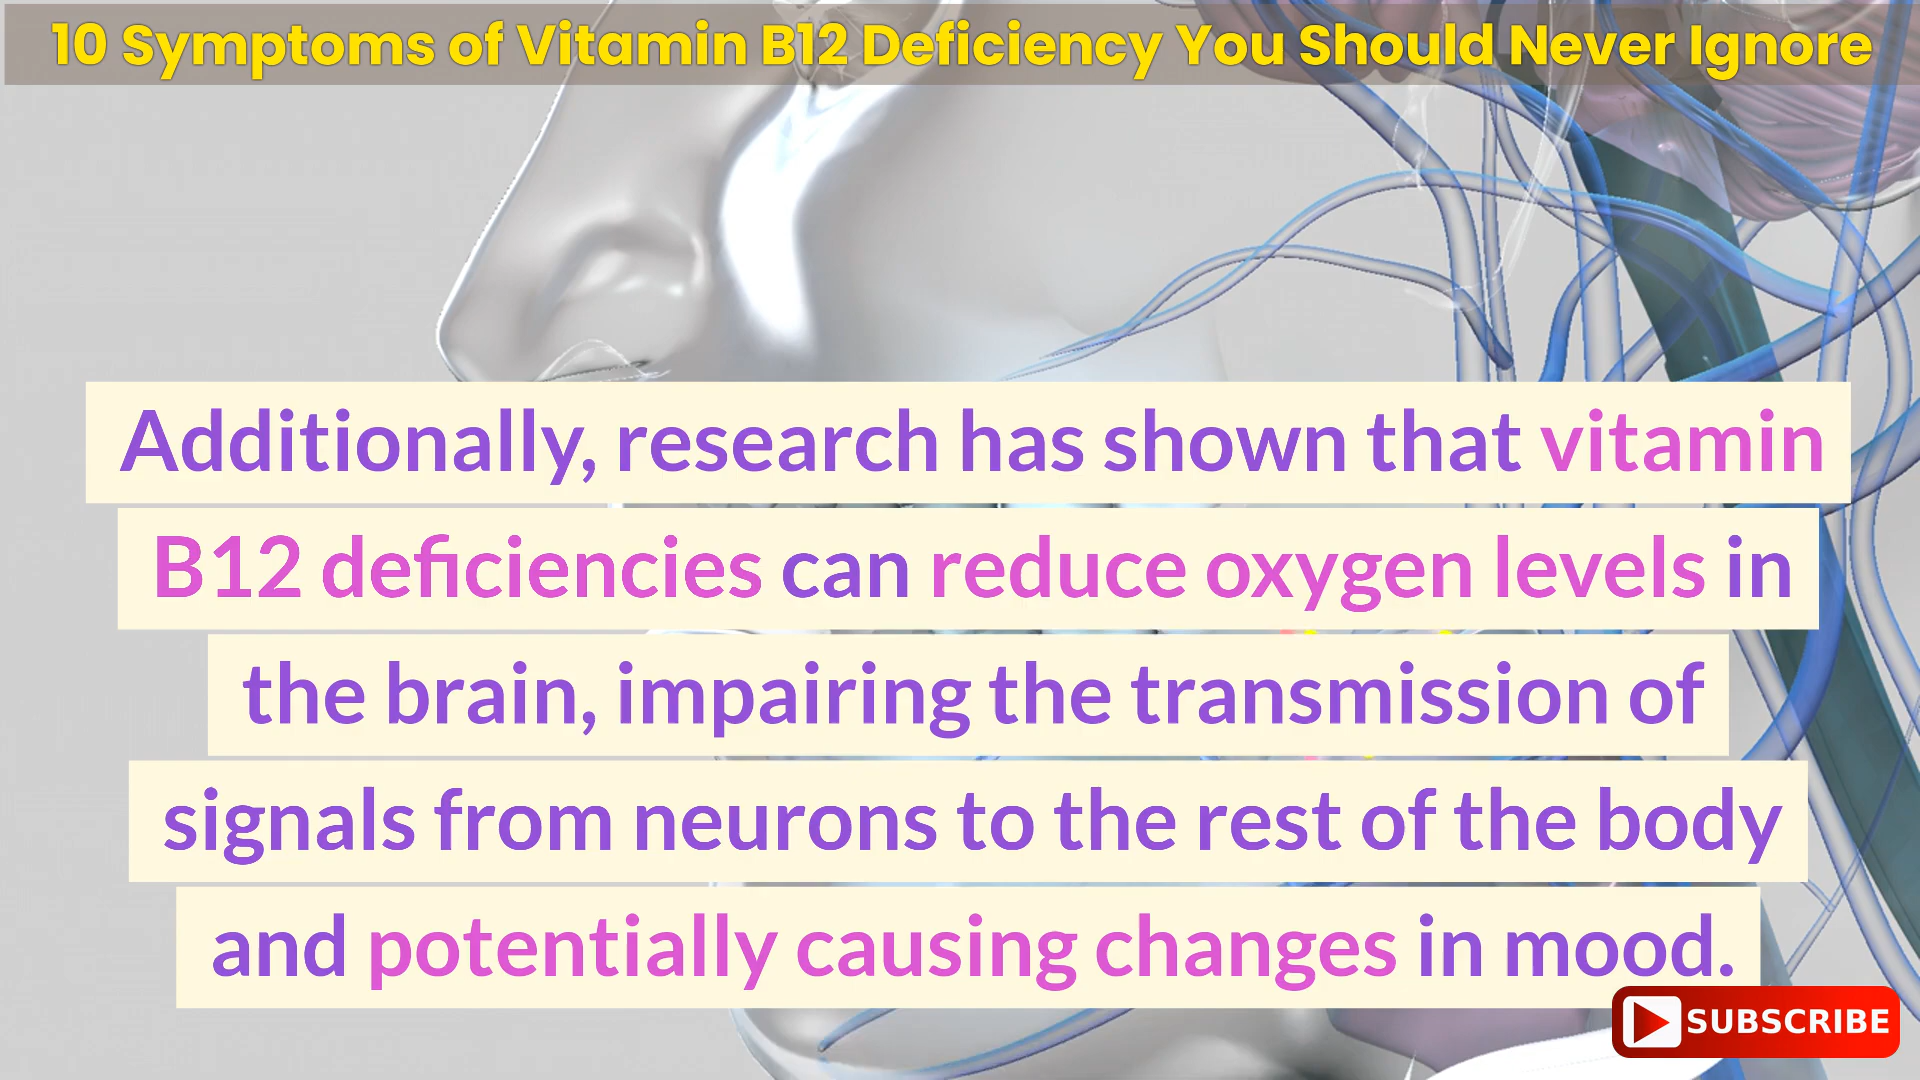 10 Symptoms of Vitamin B12 Deficiency You Should Never Ignore
Additionally, research has shown that vitamin
B12 deficiencies can reduce oxygen levels in
the brain, impairing the transmission of
signals from neurons to the rest of the body
and potentially causing changes in mood.
SUBSCRIBE